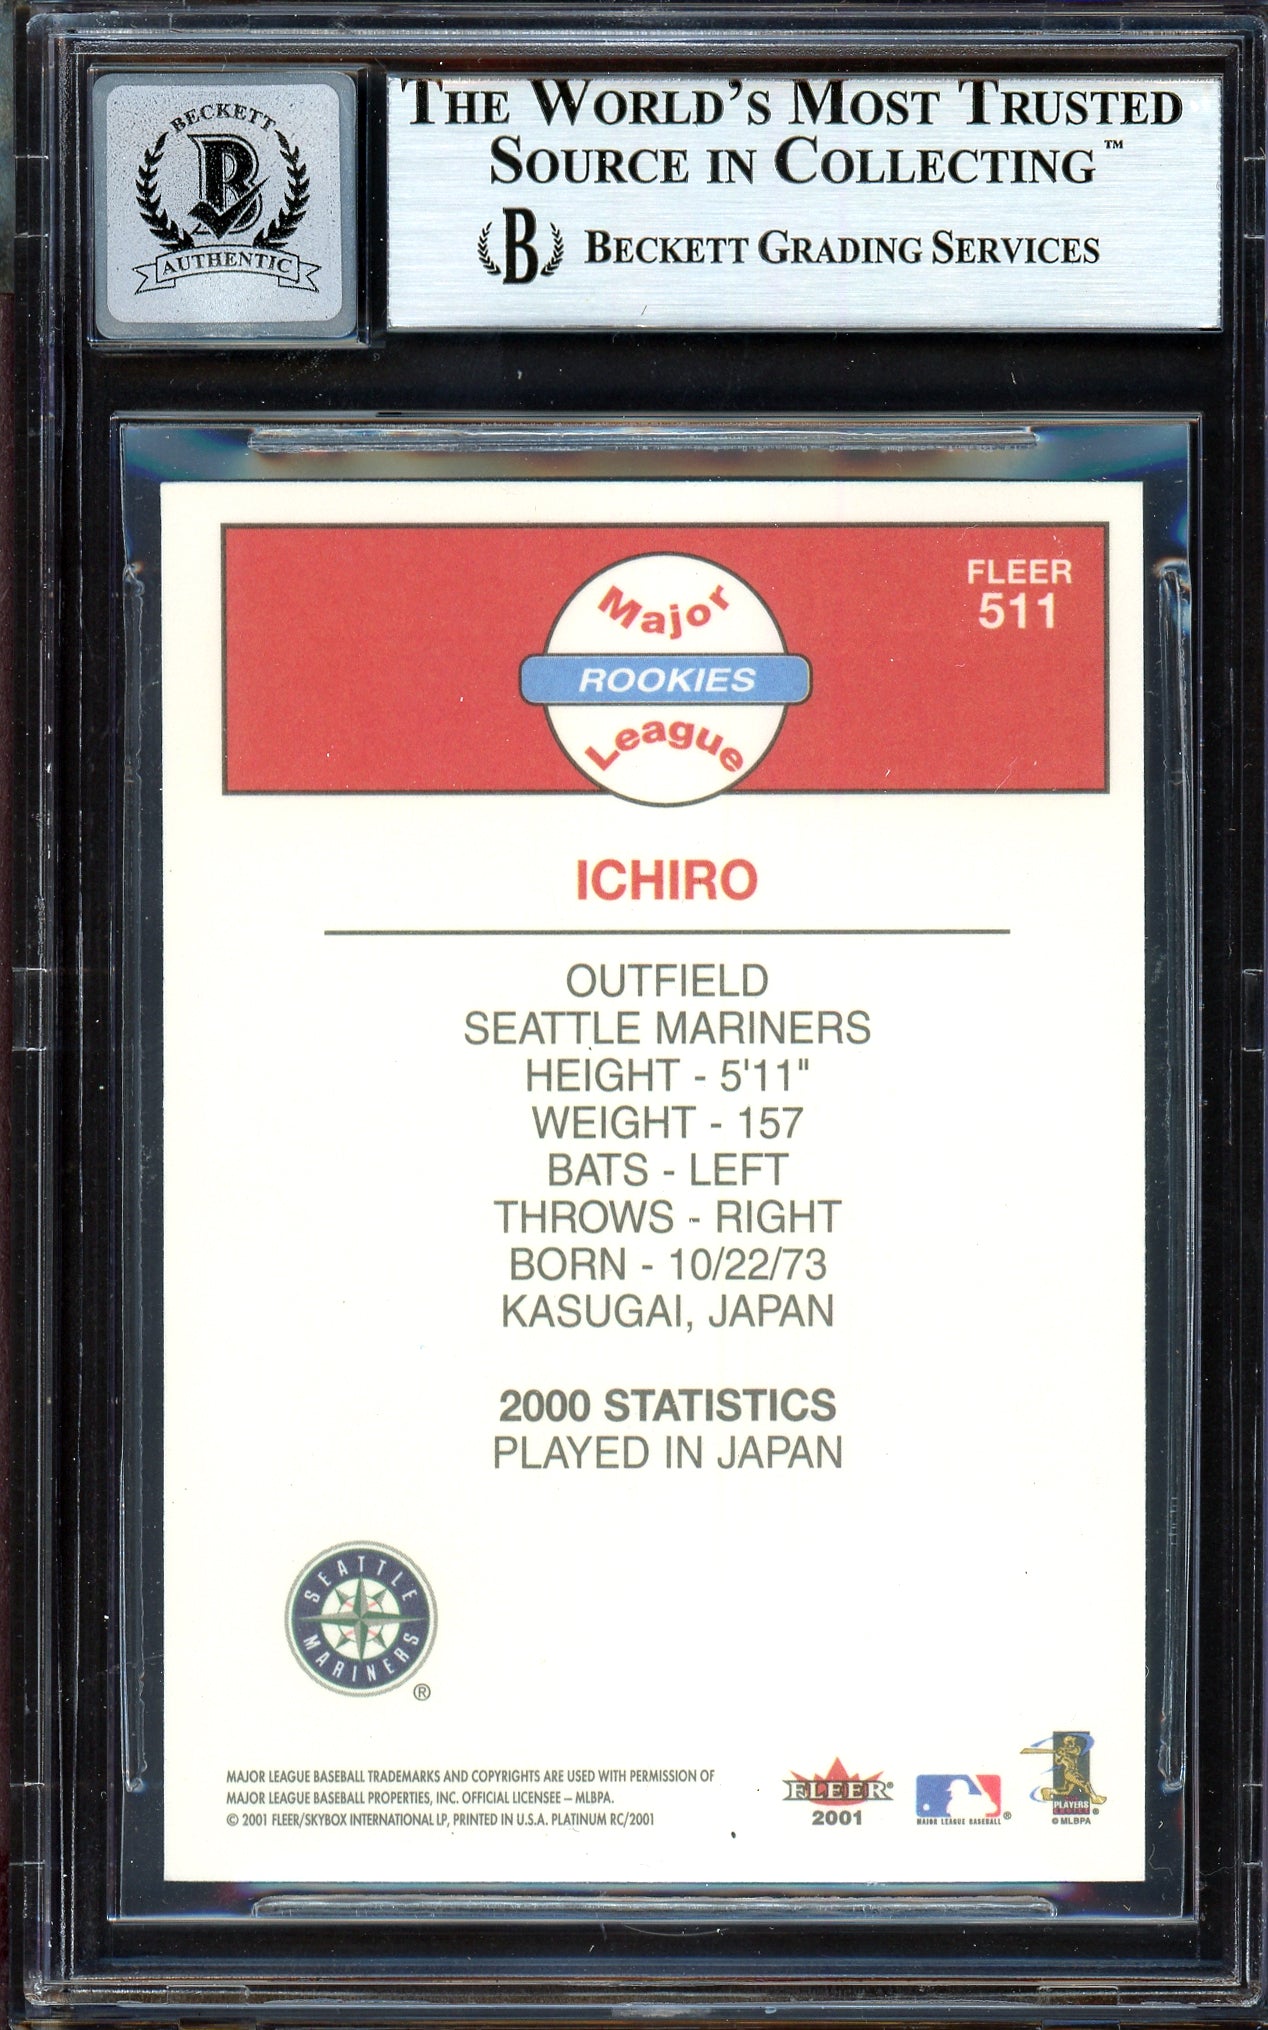 BECKETT
B
AUTHENTIC
THE WORLD'S MOST TRUSTED
SOURCE IN COLLECTING™
B BECKETT GRADING SERVICES
FLEER
511
Major
ROOKIES
League
ICHIRO
OUTFIELD
SEATTLE MARINERS
HEIGHT - 5'11"
WEIGHT - 157
BATS - LEFT
THROWS - RIGHT
BORN - 10/22/73
KASUGAI, JAPAN
2000 STATISTICS
PLAYED IN JAPAN
SEATTLE
MARINERS
®
MAJOR LEAGUE BASEBALL TRADEMARKS AND COPYRIGHTS ARE USED WITH PERMISSION OF
MAJOR LEAGUE BASEBALL PROPERTIES, INC. OFFICIAL LICENSEE – MLBPA.
© 2001 FLEER/SKYBOX INTERNATIONAL LP, PRINTED IN U.S.A. PLATINUM RC/2001
FLEER®
2001
MAJOR LEAGUE BASEBALL®
PLAYERS
CHOICE®
© MLBPA